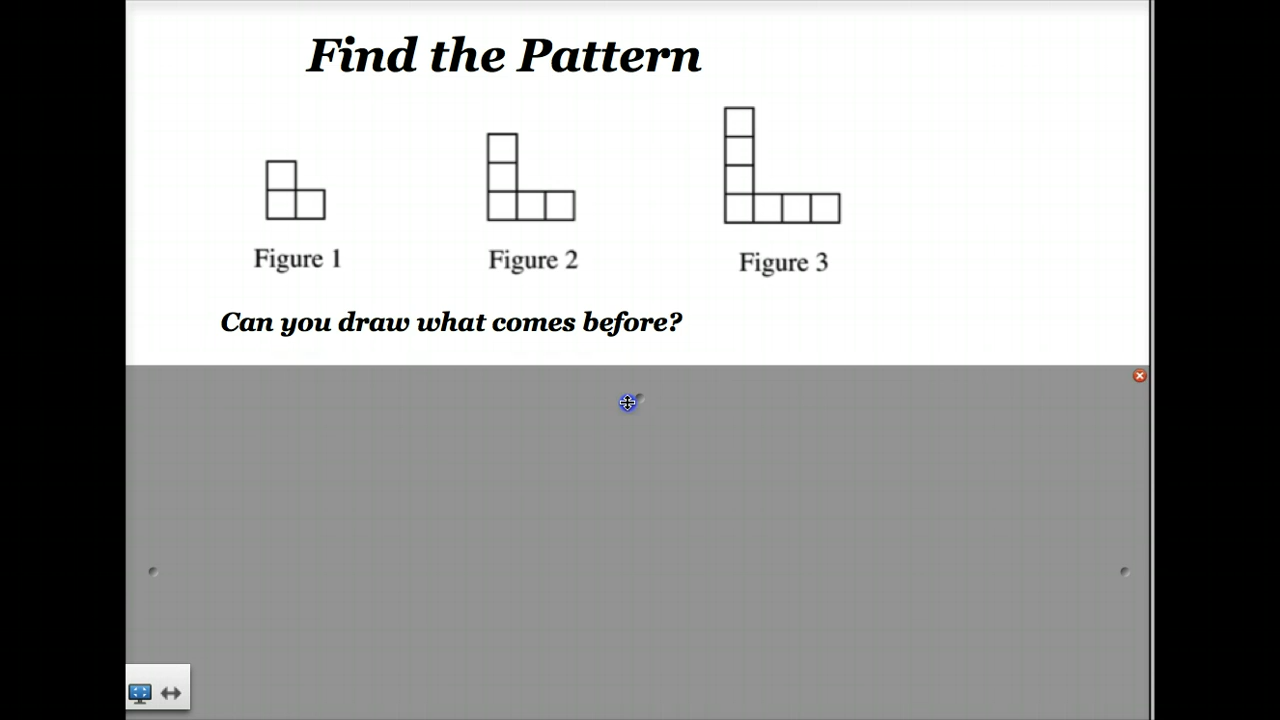 Find the Pattern
Figure 1
Figure 2
Figure 3
Can you draw what comes before?